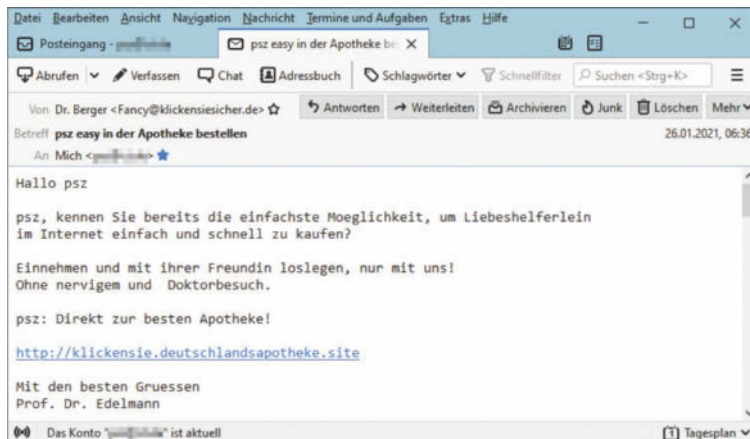 Datei Bearbeiten Ansicht Navigation Nachricht Termine und Aufgaben Extras Hilfe
Posteingang -
psz easy in der Apotheke be
Abrufen Verfassen Chat Adressbuch Schlagwörter Schnellfilter Suchen <Strg+K>
Von Dr. Berger <Fancy@klickensiesicher.de> Antworten Weiterleiten Archivieren Junk Löschen Mehr
Betreff psz easy in der Apotheke bestellen 26.01.2021, 06:36
An Mich < >
Hallo psz
psz, kennen Sie bereits die einfachste Moeglichkeit, um Liebeshelferlein
im Internet einfach und schnell zu kaufen?
Einnehmen und mit ihrer Freundin loslegen, nur mit uns!
Ohne nervigem und Doktorbesuch.
psz: Direkt zur besten Apotheke!
http://klickensie.deutschlandsapotheke.site
Mit den besten Gruessen
Prof. Dr. Edelmann
Das Konto " " ist aktuell Tagesplan